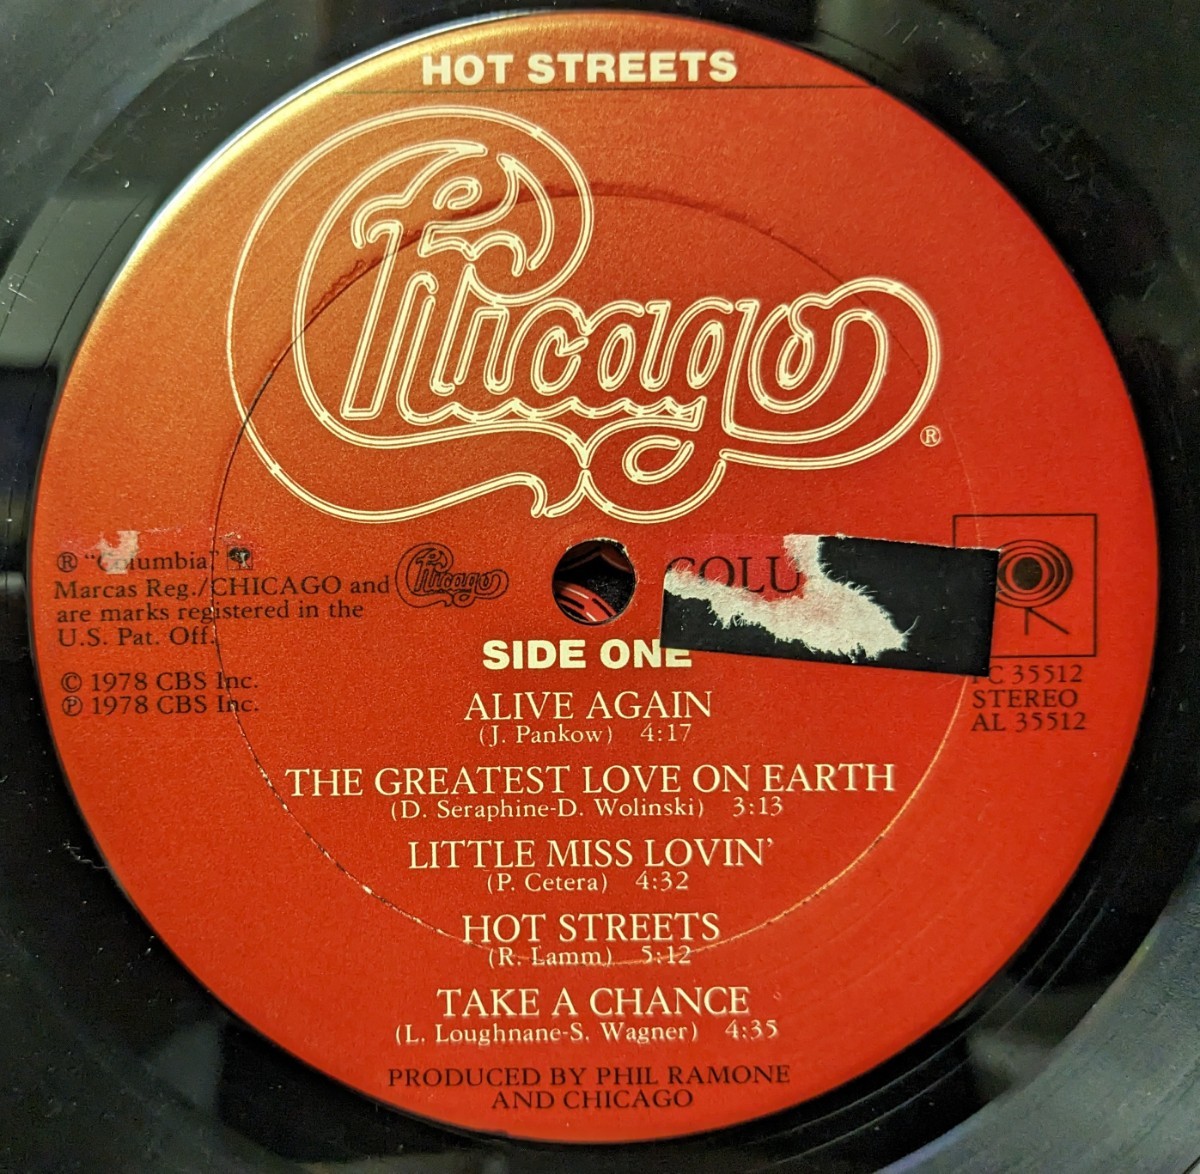 HOT STREETS
Chicago
®
® "Columbia"
Marcas Reg./CHICAGO and Chicago
are marks registered in the
U.S. Pat. Off.
© 1978 CBS Inc.
℗ 1978 CBS Inc.
35512
STEREO
AL 35512
SIDE ONE
ALIVE AGAIN
(J. Pankow) 4:17
THE GREATEST LOVE ON EARTH
(D. Seraphine-D. Wolinski) 3:13
LITTLE MISS LOVIN'
(P. Cetera) 4:32
HOT STREETS
(R. Lamm) 5:12
TAKE A CHANCE
(L. Loughnane-S. Wagner) 4:35
PRODUCED BY PHIL RAMONE
AND CHICAGO